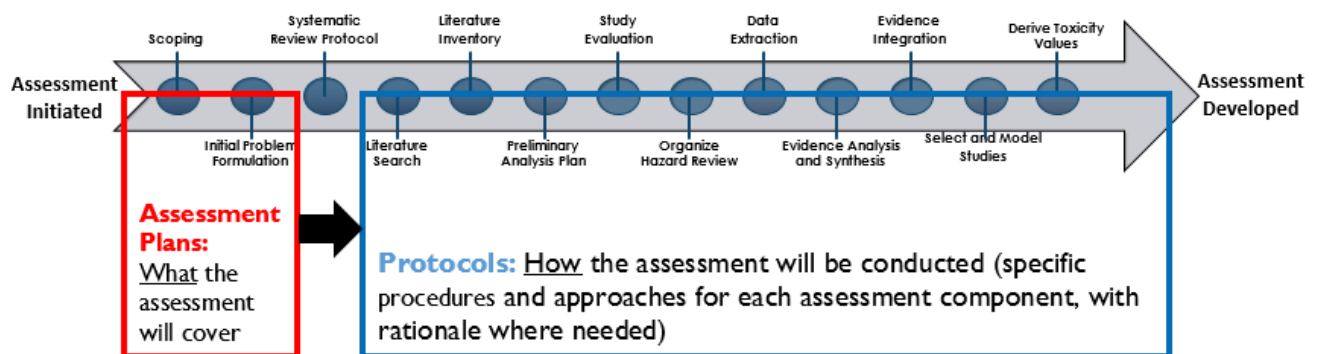 Scoping
Systematic
Review Protocol
Literature
Inventory
Study
Evaluation
Data
Extraction
Evidence
Integration
Derive Toxicity
Values
Assessment
Initiated
Assessment
Developed
Initial Problem
Formulation
Literature
Search
Preliminary
Analysis Plan
Organize
Hazard Review
Evidence Analysis
and Synthesis
Select and Model
Studies
Assessment
Plans:
What the
assessment
will cover
Protocols: How the assessment will be conducted (specific
procedures and approaches for each assessment component, with
rationale where needed)